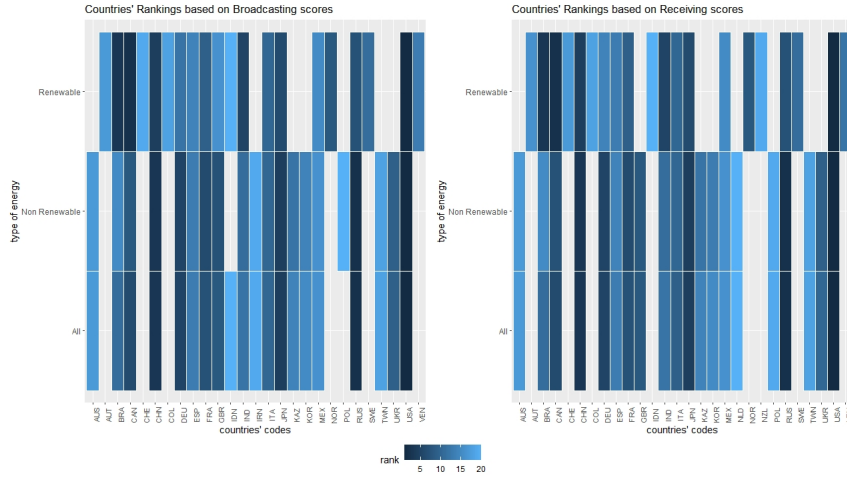 Countries' Rankings based on Broadcasting scores
Renewable
Non Renewable
All
type of energy
AUS AUT BRA CAN CHE CHN COL DEU ESP FRA GBR IDN IND IRN ITA JPN KAZ KOR MEX NOR POL RUS SWE TWN UKR USA VEN
countries' codes
Countries' Rankings based on Receiving scores
Renewable
Non Renewable
All
type of energy
AUS AUT BRA CAN CHE CHN COL DEU ESP FRA GBR IDN IND ITA JPN KAZ KOR MEX NLD NOR NZL POL RUS SWE TWN UKR USA
countries' codes
rank
5 10 15 20